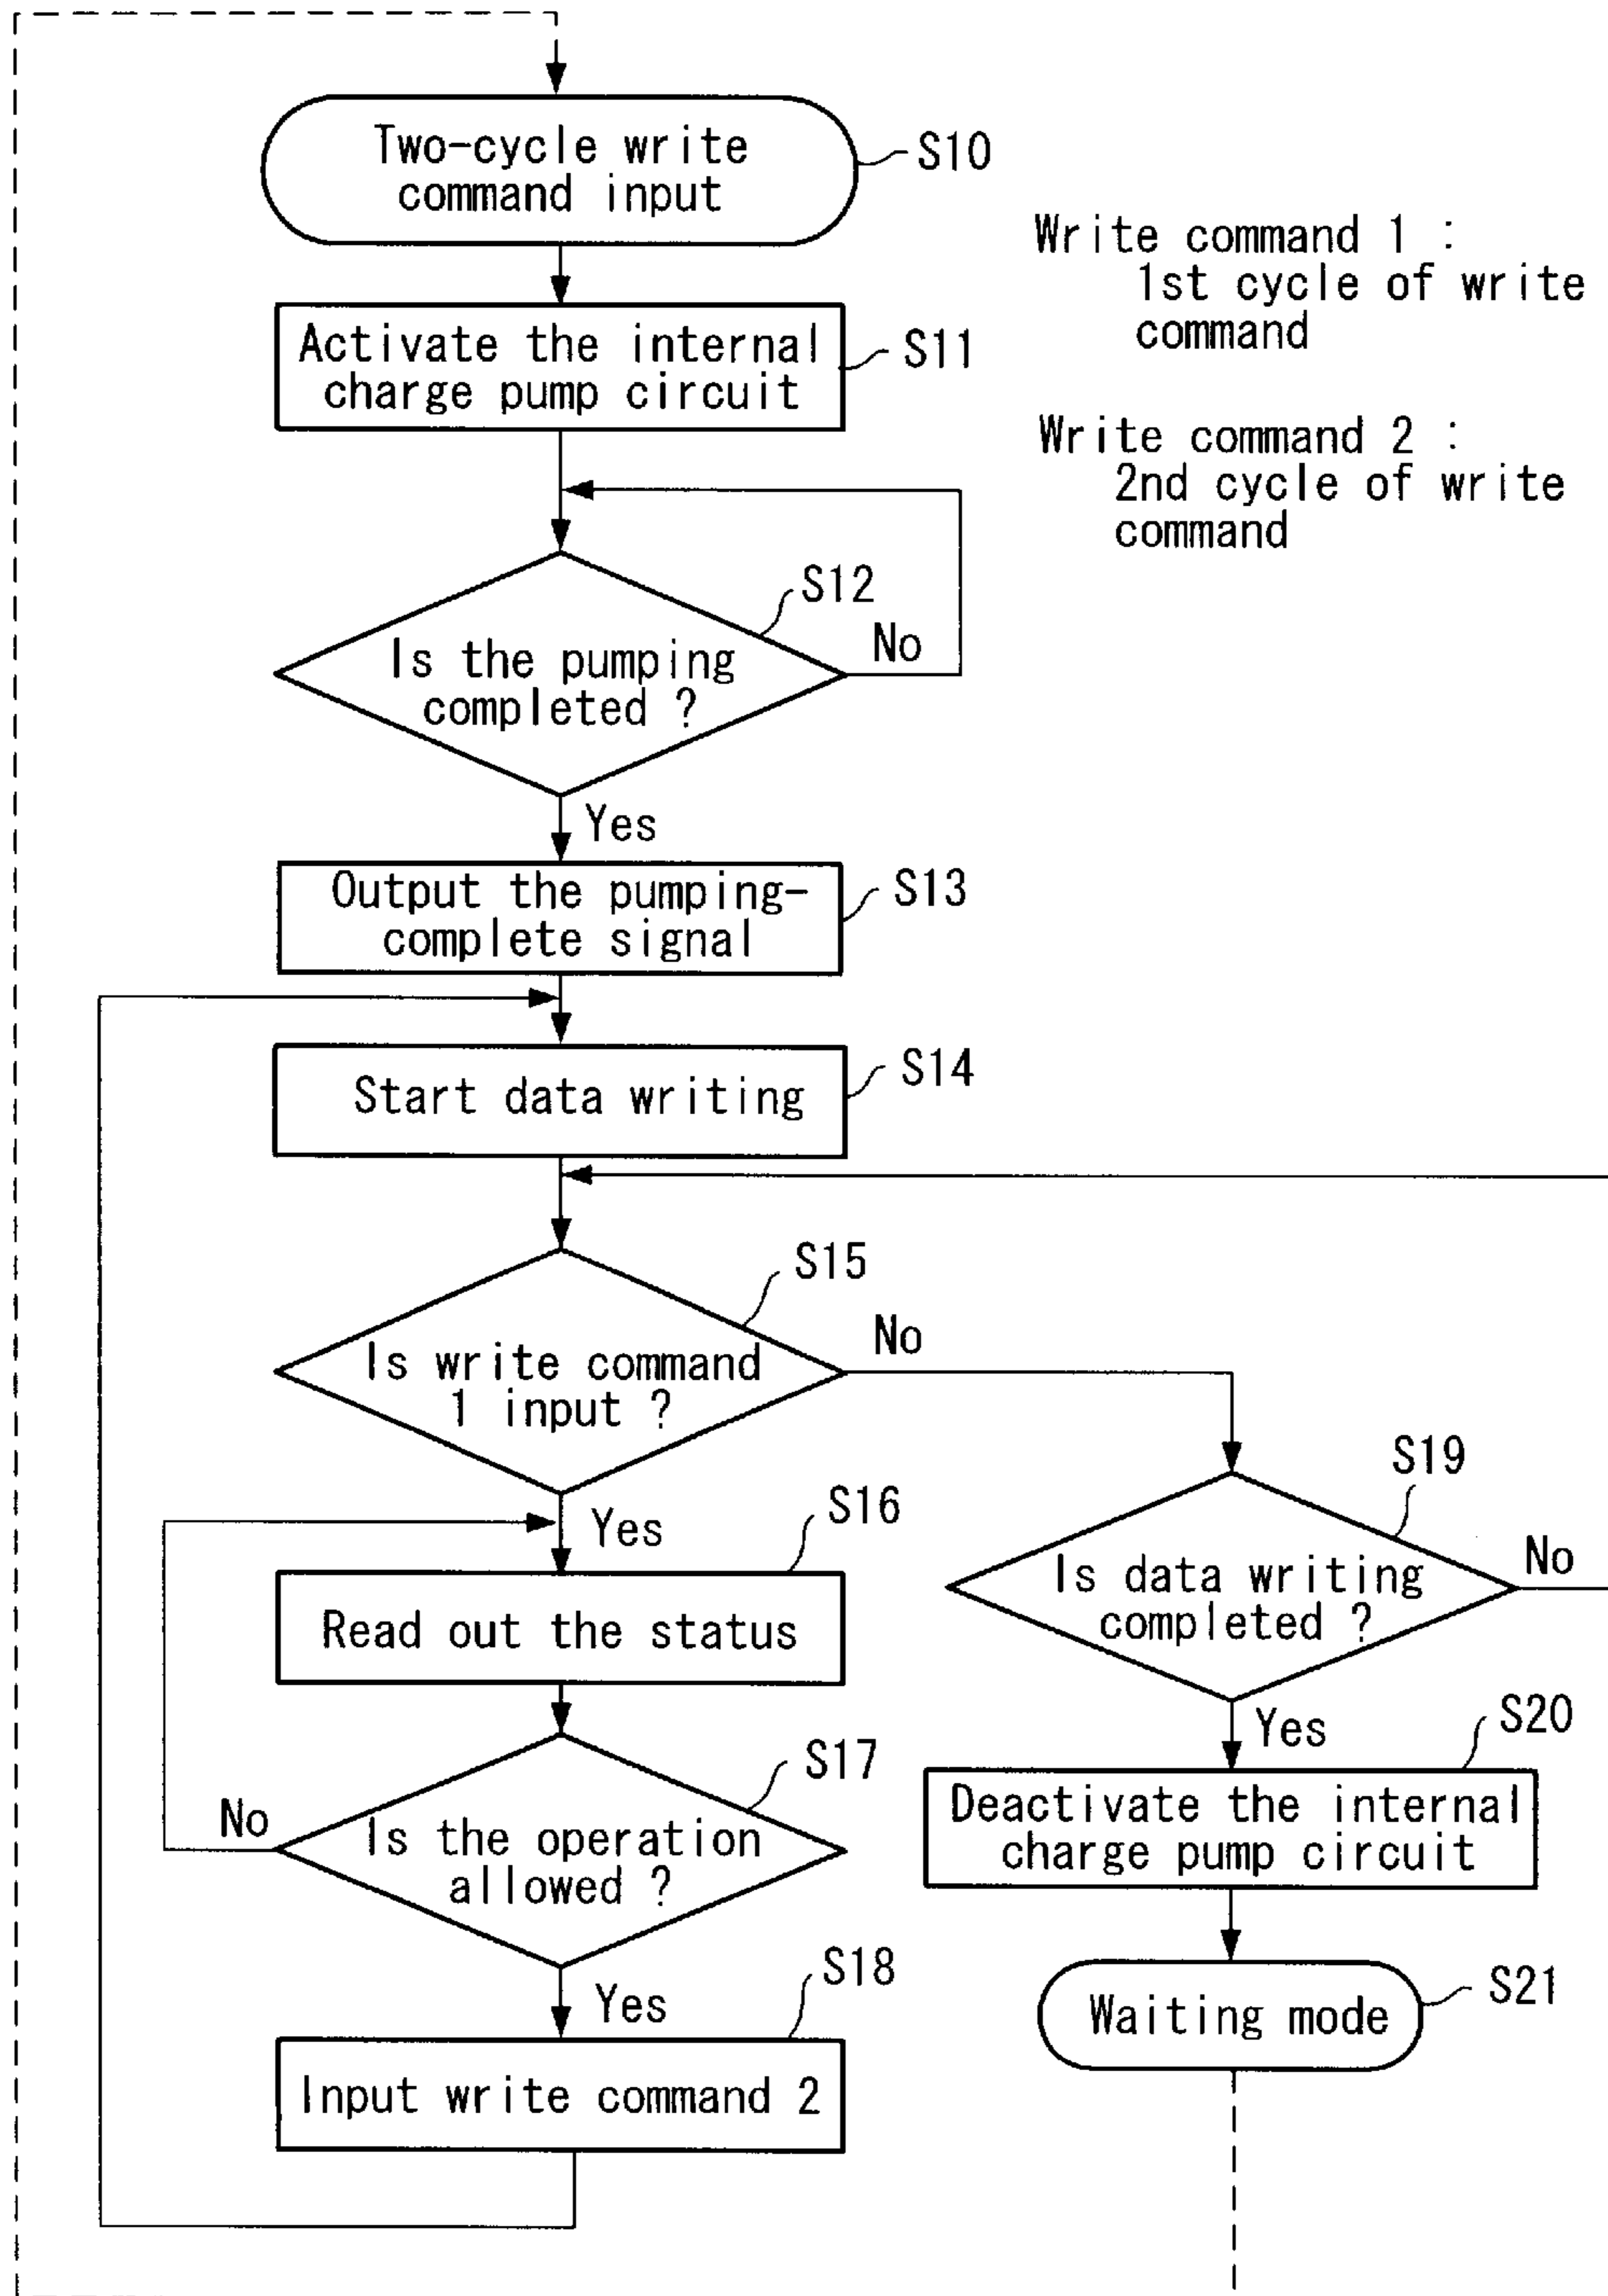 Two-cycle write
command input
S10
Write command 1 :
1st cycle of write
command
Activate the internal
charge pump circuit
S11
Write command 2 :
2nd cycle of write
command
S12
Is the pumping
completed ?
No
Yes
Output the pumping-
complete signal
S13
Start data writing
S14
S15
Is write command
1 input ?
No
Yes
S16
Read out the status
S19
Is data writing
completed ?
No
Yes
S17
Is the operation
allowed ?
No
Yes
S20
Deactivate the internal
charge pump circuit
S18
Input write command 2
Waiting mode
S21